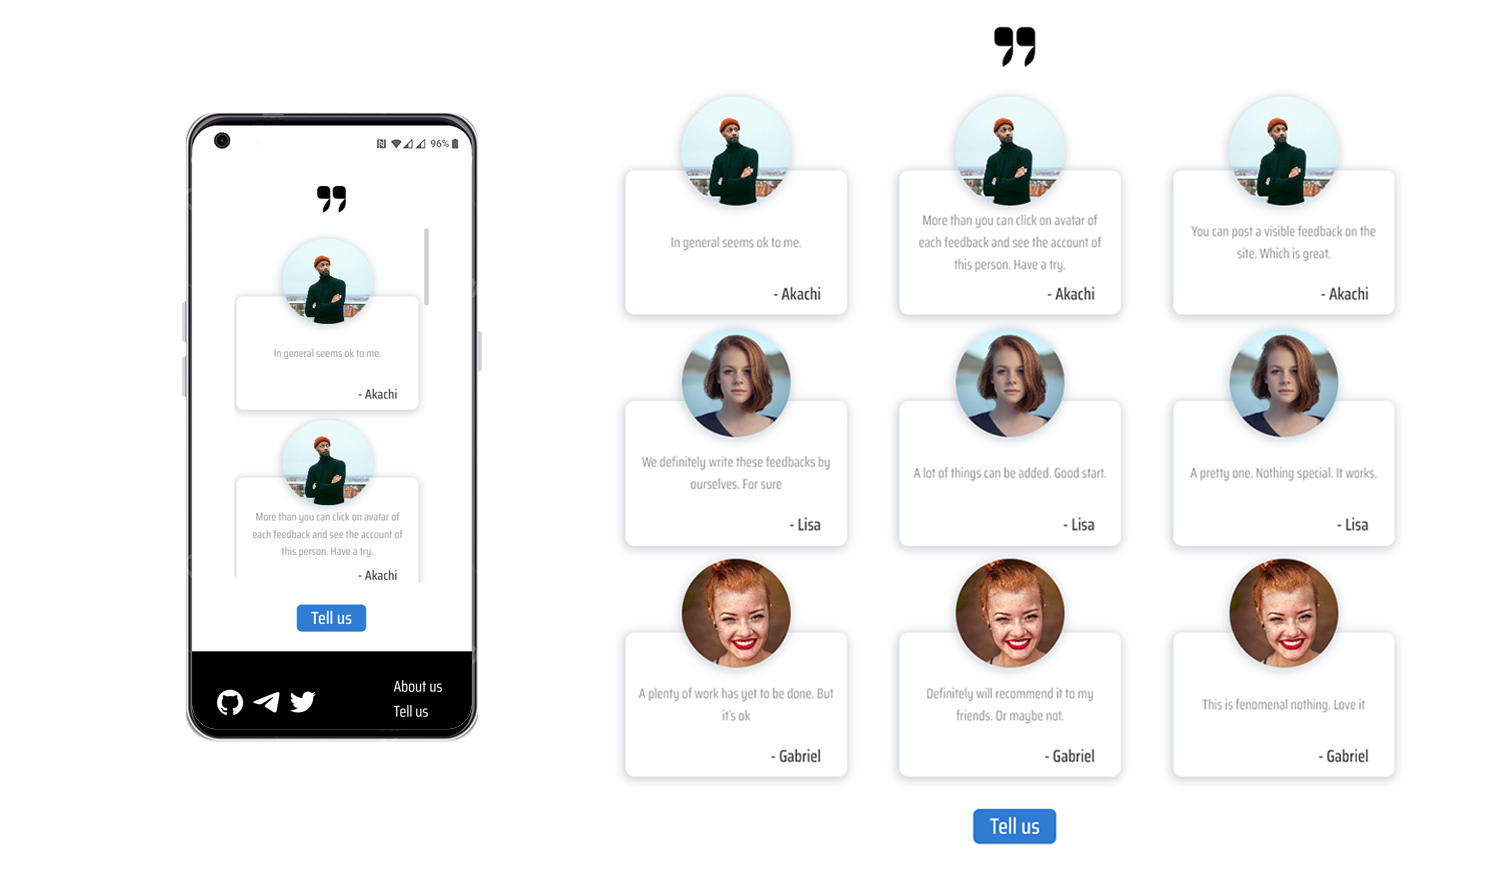 96%
”
In general seems ok to me.
- Akachi
More than you can click on avatar of
each feedback and see the account of
this person. Have a try.
- Akachi
Tell us
About us
Tell us
”
In general seems ok to me.
- Akachi
More than you can click on avatar of
each feedback and see the account of
this person. Have a try.
- Akachi
You can post a visible feedback on the
site. Which is great.
- Akachi
We definitely write these feedbacks by
ourselves. For sure
- Lisa
A lot of things can be added. Good start.
- Lisa
A pretty one. Nothing special. It works.
- Lisa
A plenty of work has yet to be done. But
it's ok
- Gabriel
Definitely will recommend it to my
friends. Or maybe not.
- Gabriel
This is fenomenal nothing. Love it
- Gabriel
Tell us